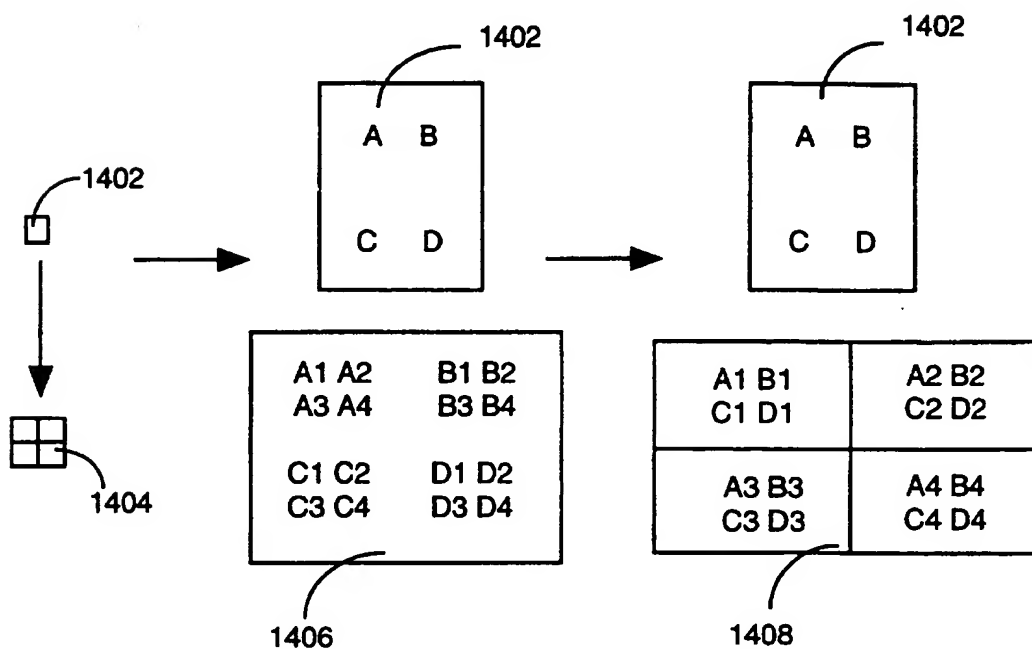 1402
1402
A B
C D
A B
C D
1402
1404
A1 A2 B1 B2
A3 A4 B3 B4
C1 C2 D1 D2
C3 C4 D3 D4
A1 B1 A2 B2
C1 D1 C2 D2
A3 B3 A4 B4
C3 D3 C4 D4
1406
1408